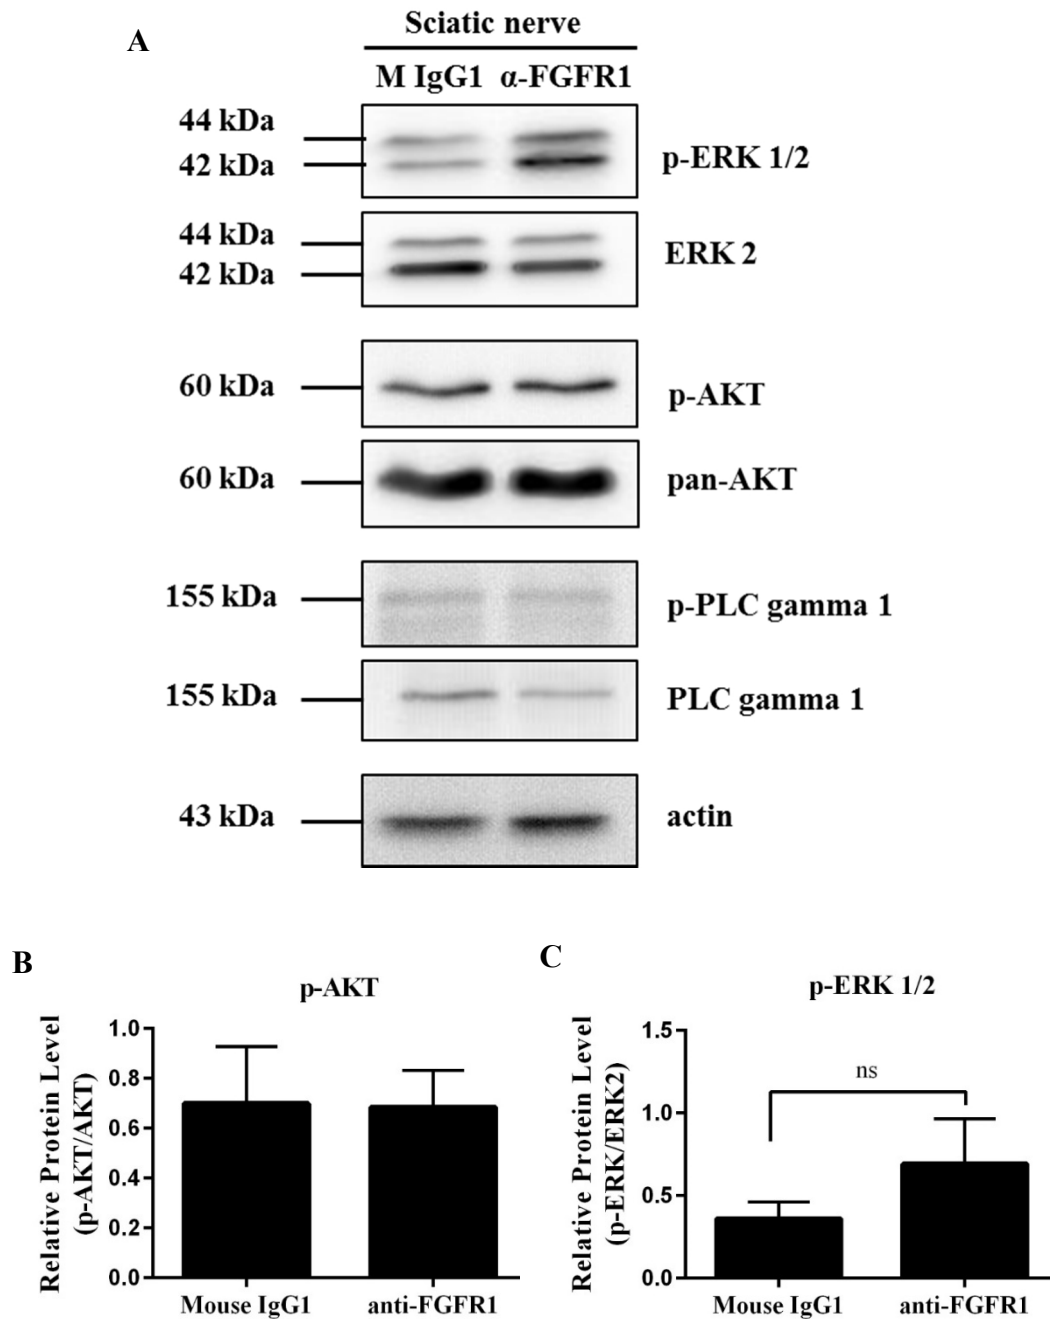 A
Sciatic nerve
M IgG1 α-FGFR1
44 kDa
42 kDa
p-ERK 1/2
44 kDa
42 kDa
ERK 2
60 kDa
p-AKT
60 kDa
pan-AKT
155 kDa
p-PLC gamma 1
155 kDa
PLC gamma 1
43 kDa
actin
B
p-AKT
Relative Protein Level
(p-AKT/AKT)
1.0
0.8
0.6
0.4
0.2
0.0
Mouse IgG1
anti-FGFR1
C
p-ERK 1/2
Relative Protein Level
(p-ERK/ERK2)
1.5
1.0
0.5
0.0
ns
Mouse IgG1
anti-FGFR1